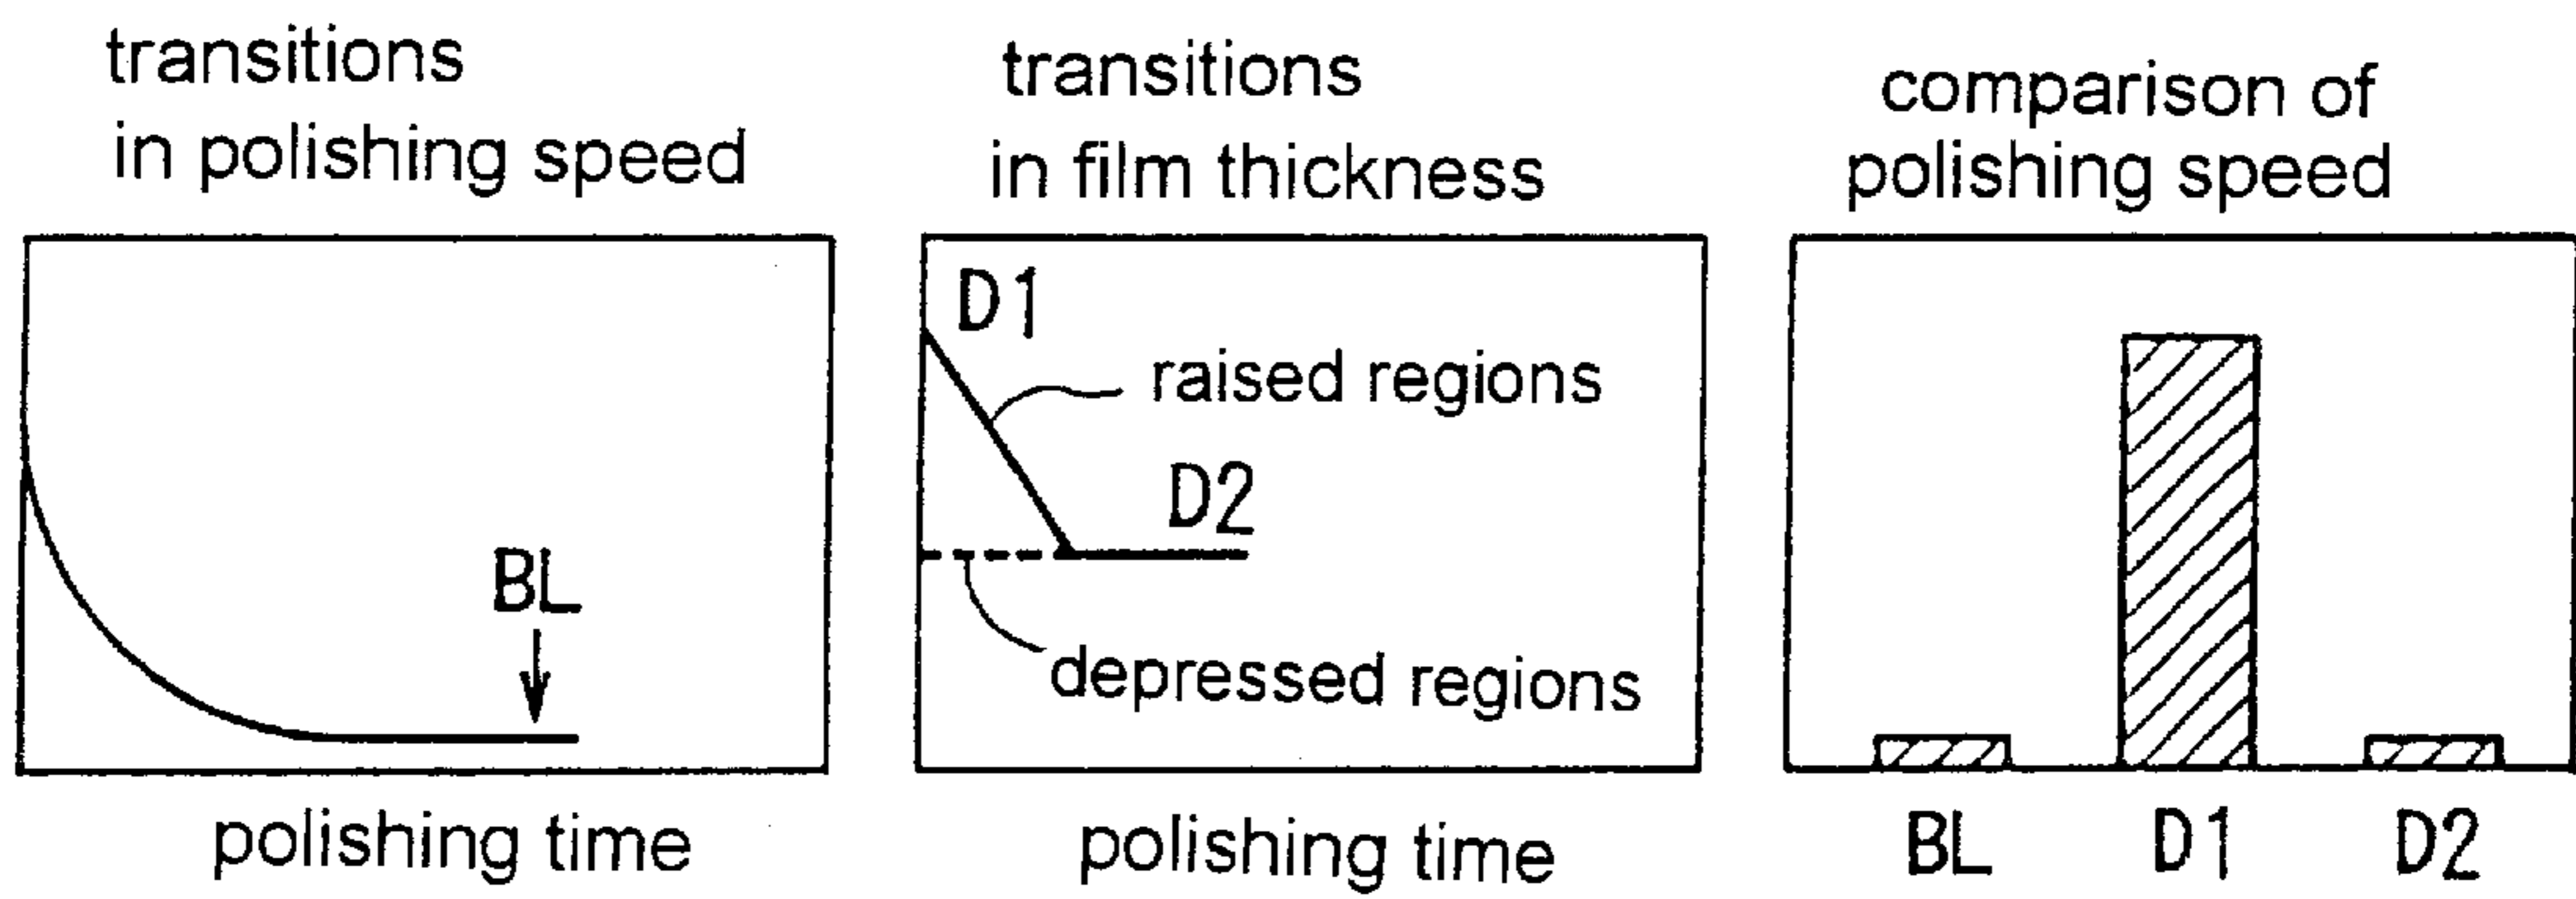 transitions
in polishing speed
BL
polishing time
transitions
in film thickness
D1
raised regions
D2
depressed regions
polishing time
comparison of
polishing speed
BL
D1
D2